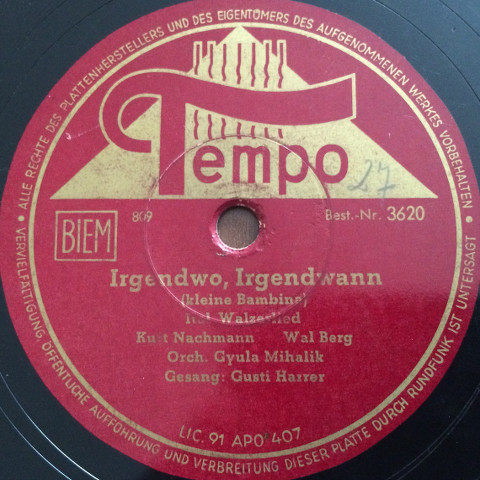 ALLE RECHTE DES PLATTENHERSTELLERS UND DES EIGENTÜMERS DES AUFGENOMMENEN WERKES VORBEHALTEN
Tempo
27
BIEM
809
Best.-Nr. 3620
Irgendwo, Irgendwann
(kleine Bambina)
Ital. Walzerlied
Kurt Nachmann Wal Berg
Orch. Gyula Mihalik
Gesang: Gusti Harrer
LIC. 91 APO 407
VERVIELFÄLTIGUNG ÖFFENTLICHE AUFFÜHRUNG UND VERBREITUNG DIESER PLATTE DURCH RUNDFUNK IST UNTERSAGT